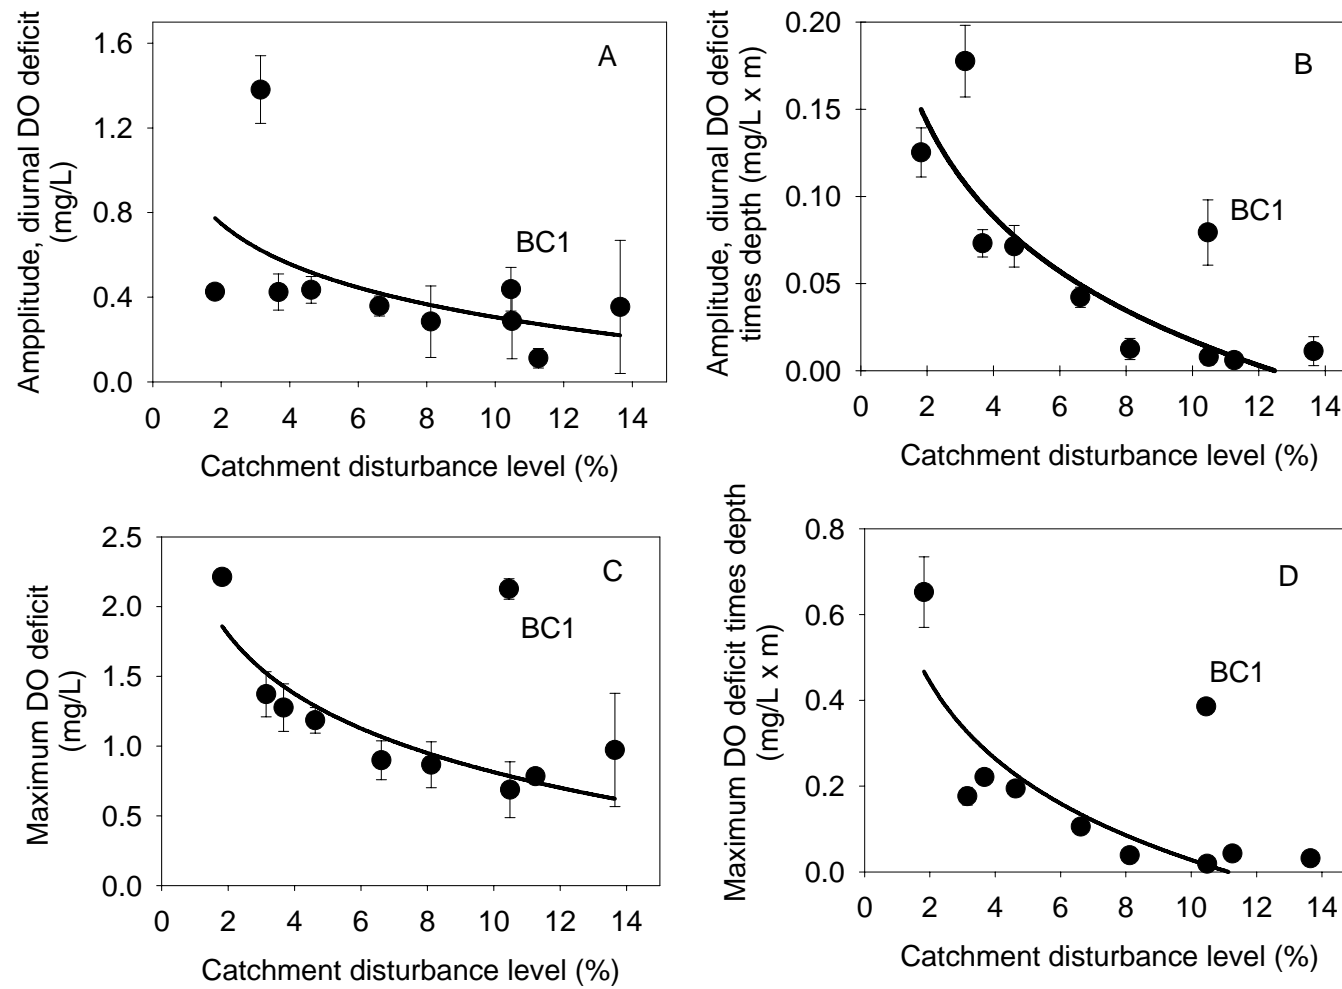 Ampplitude, diurnal DO deficit
(mg/L)
1.6
1.2
0.8
0.4
0.0
A
BC1
0 2 4 6 8 10 12 14
Catchment disturbance level (%)
Amplitude, diurnal DO deficit
times depth (mg/L x m)
0.20
0.15
0.10
0.05
0.00
B
BC1
0 2 4 6 8 10 12 14
Catchment disturbance level (%)
Maximum DO deficit
(mg/L)
2.5
2.0
1.5
1.0
0.5
0.0
C
BC1
0 2 4 6 8 10 12 14
Catchment disturbance level (%)
Maximum DO deficit times depth
(mg/L x m)
0.8
0.6
0.4
0.2
0.0
D
BC1
0 2 4 6 8 10 12 14
Catchment disturbance level (%)